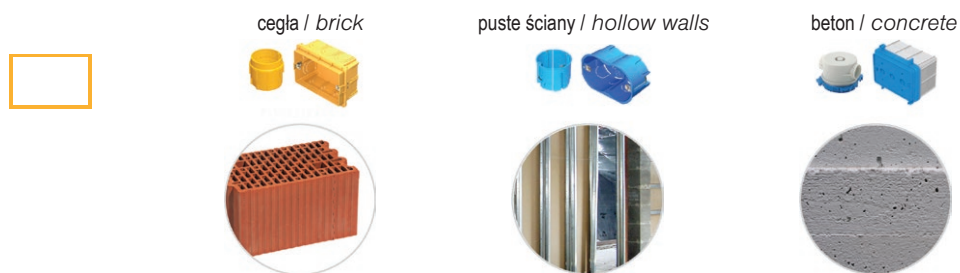 cegła / brick
puste ściany / hollow walls
beton / concrete